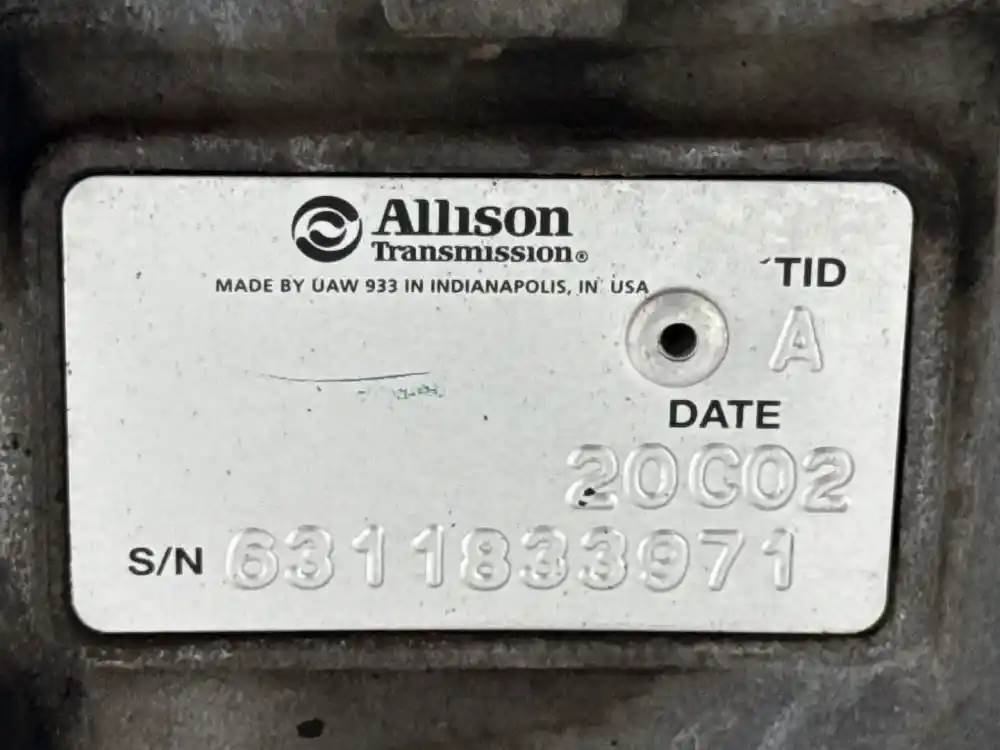 Allison
Transmission®
MADE BY UAW 933 IN INDIANAPOLIS, IN USA
TID
A
DATE
20C02
S/N 6311833971